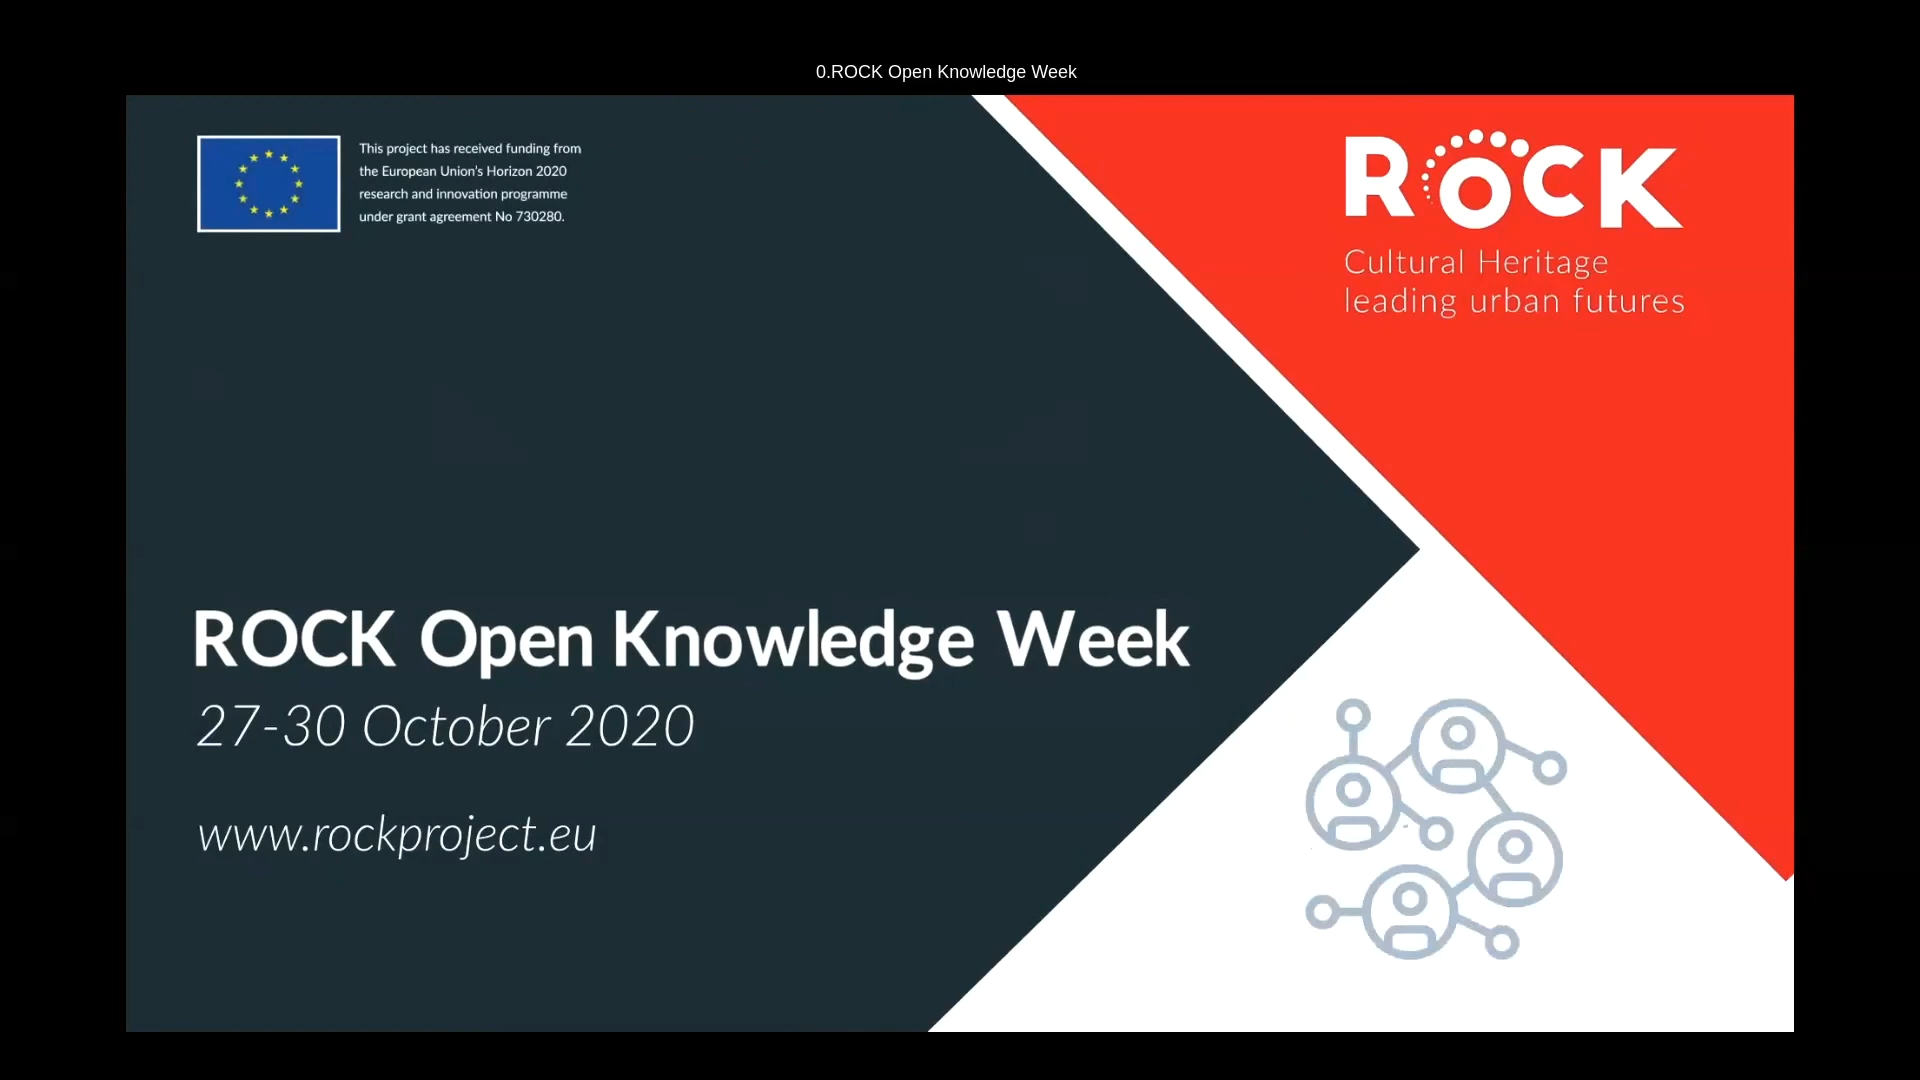 0.ROCK Open Knowledge Week
This project has received funding from
the European Union's Horizon 2020
research and innovation programme
under grant agreement No 730280.
ROCK
Cultural Heritage
leading urban futures
ROCK Open Knowledge Week
27-30 October 2020
www.rockproject.eu